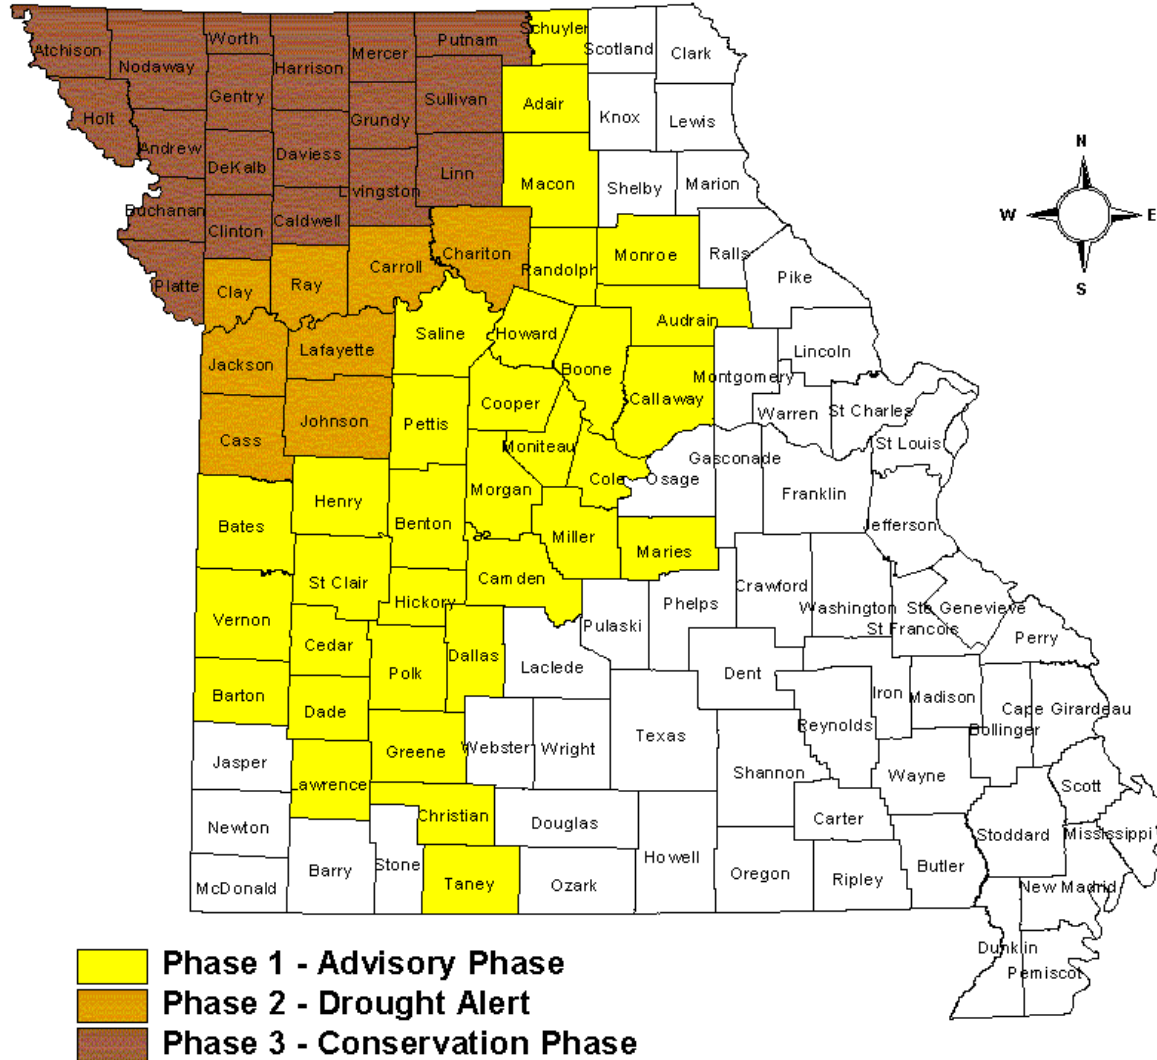 Atchison
Nodaway
Worth
Harrison
Mercer
Putnam
Schuyler
Scotland
Clark
Holt
Gentry
Grundy
Sullivan
Adair
Knox
Lewis
Andrew
DeKalb
Daviess
Livingston
Linn
Macon
Shelby
Marion
N
W
E
S
Buchanan
Clinton
Caldwell
Platte
Clay
Ray
Carroll
Chariton
Randolph
Monroe
Ralls
Pike
Jackson
Lafayette
Saline
Howard
Boone
Audrain
Lincoln
Montgomery
Callaway
Warren
St Charles
Cass
Johnson
Pettis
Cooper
Moniteau
St Louis
Gasconade
Henry
Benton
Morgan
Cole
Osage
Franklin
Jefferson
Bates
Miller
Maries
St Clair
Hickory
Camden
Phelps
Crawford
Washington
Ste Genevieve
St Francois
Perry
Vernon
Cedar
Polk
Dallas
Laclede
Pulaski
Dent
Iron
Madison
Cape Girardeau
Bollinger
Barton
Dade
Greene
Webster
Wright
Texas
Reynolds
Jasper
Lawrence
Shannon
Wayne
Scott
Newton
Christian
Douglas
Carter
Stoddard
Mississippi
McDonald
Barry
Stone
Taney
Ozark
Howell
Oregon
Ripley
Butler
New Madrid
Dunklin
Pemiscot
Phase 1 - Advisory Phase
Phase 2 - Drought Alert
Phase 3 - Conservation Phase